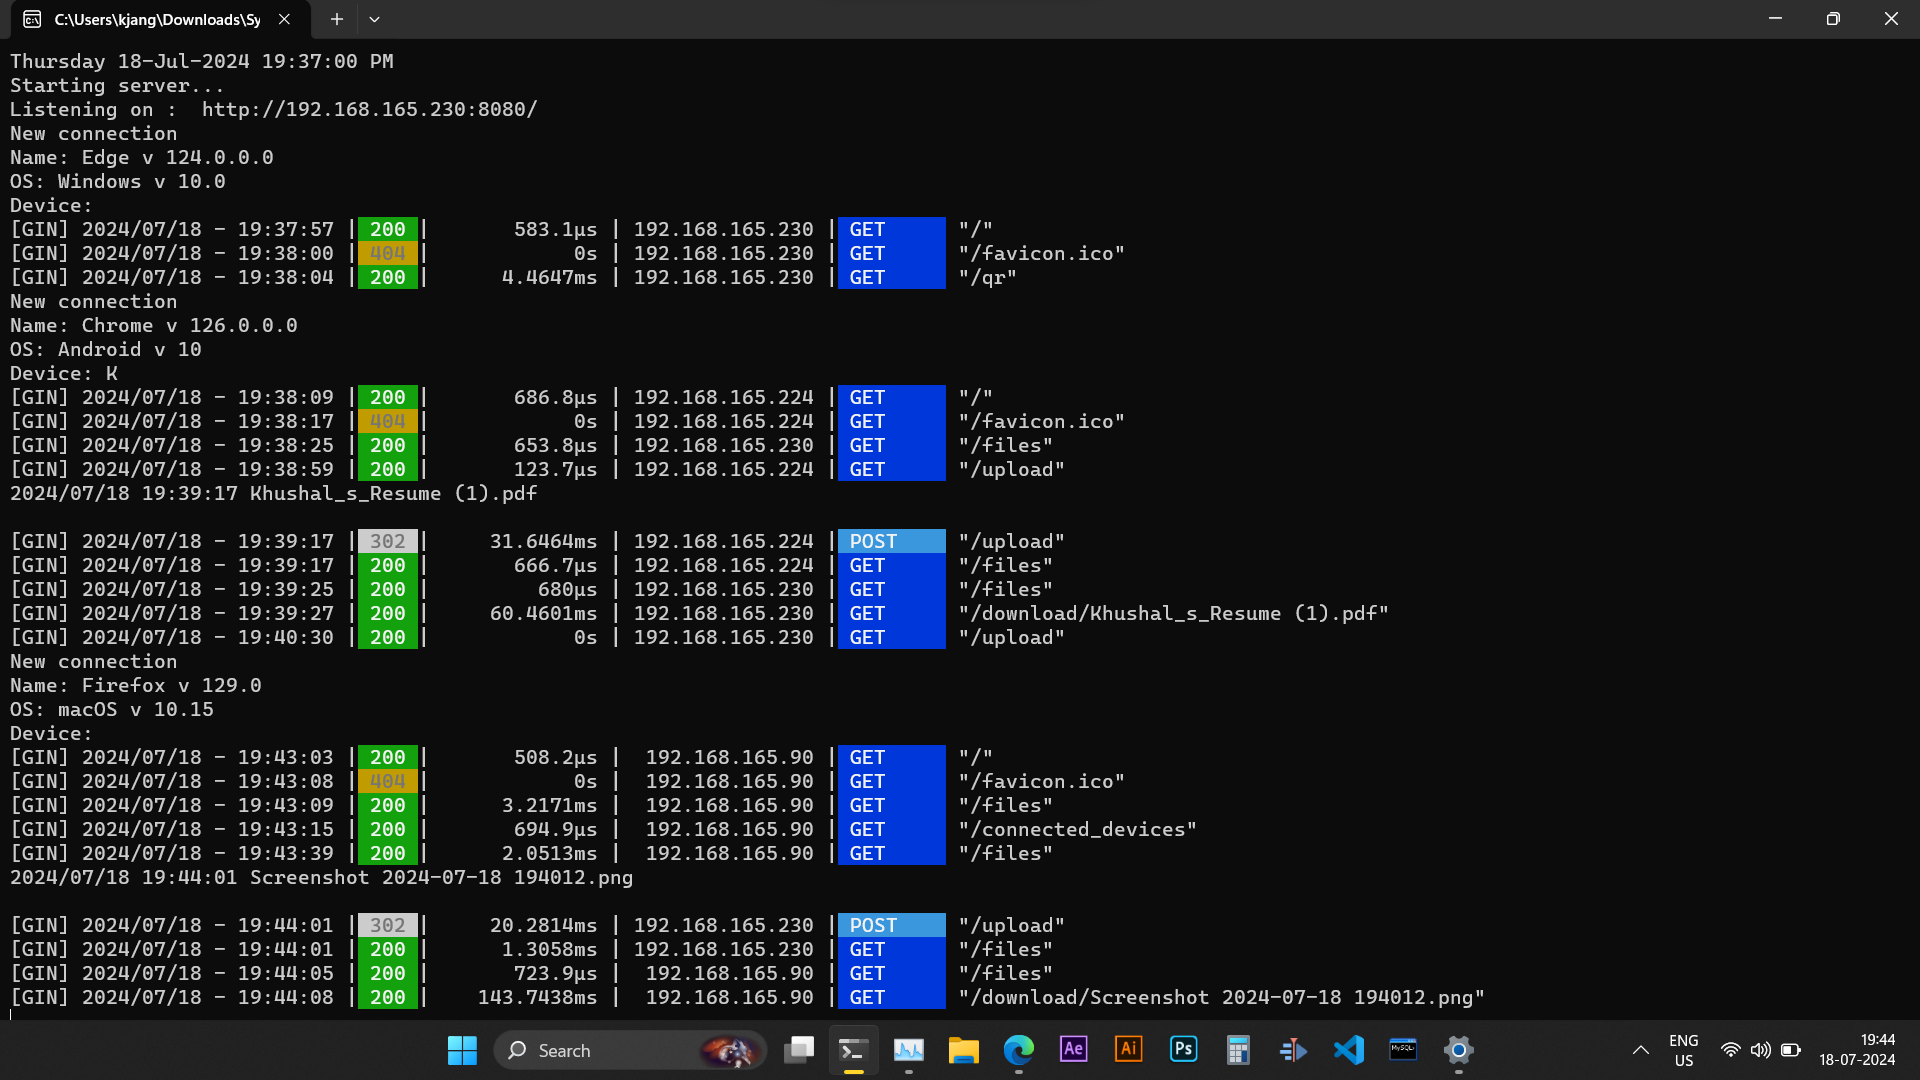 C:\Users\kjang\Downloads\Sy
Thursday 18-Jul-2024 19:37:00 PM
Starting server...
Listening on :  http://192.168.165.230:8080/
New connection
Name: Edge v 124.0.0.0
OS: Windows v 10.0
Device:
[GIN] 2024/07/18 - 19:37:57 | 200 |       583.1µs | 192.168.165.230 | GET      "/"
[GIN] 2024/07/18 - 19:38:00 | 404 |            0s | 192.168.165.230 | GET      "/favicon.ico"
[GIN] 2024/07/18 - 19:38:04 | 200 |      4.4647ms | 192.168.165.230 | GET      "/qr"
New connection
Name: Chrome v 126.0.0.0
OS: Android v 10
Device: K
[GIN] 2024/07/18 - 19:38:09 | 200 |       686.8µs | 192.168.165.224 | GET      "/"
[GIN] 2024/07/18 - 19:38:17 | 404 |            0s | 192.168.165.224 | GET      "/favicon.ico"
[GIN] 2024/07/18 - 19:38:25 | 200 |       653.8µs | 192.168.165.230 | GET      "/files"
[GIN] 2024/07/18 - 19:38:59 | 200 |       123.7µs | 192.168.165.224 | GET      "/upload"
2024/07/18 19:39:17 Khushal_s_Resume (1).pdf
[GIN] 2024/07/18 - 19:39:17 | 302 |     31.6464ms | 192.168.165.224 | POST     "/upload"
[GIN] 2024/07/18 - 19:39:17 | 200 |       666.7µs | 192.168.165.224 | GET      "/files"
[GIN] 2024/07/18 - 19:39:25 | 200 |         680µs | 192.168.165.230 | GET      "/files"
[GIN] 2024/07/18 - 19:39:27 | 200 |     60.4601ms | 192.168.165.230 | GET      "/download/Khushal_s_Resume (1).pdf"
[GIN] 2024/07/18 - 19:40:30 | 200 |            0s | 192.168.165.230 | GET      "/upload"
New connection
Name: Firefox v 129.0
OS: macOS v 10.15
Device:
[GIN] 2024/07/18 - 19:43:03 | 200 |       508.2µs |  192.168.165.90 | GET      "/"
[GIN] 2024/07/18 - 19:43:08 | 404 |            0s |  192.168.165.90 | GET      "/favicon.ico"
[GIN] 2024/07/18 - 19:43:09 | 200 |      3.2171ms |  192.168.165.90 | GET      "/files"
[GIN] 2024/07/18 - 19:43:15 | 200 |       694.9µs |  192.168.165.90 | GET      "/connected_devices"
[GIN] 2024/07/18 - 19:43:39 | 200 |      2.0513ms |  192.168.165.90 | GET      "/files"
2024/07/18 19:44:01 Screenshot 2024-07-18 194012.png
[GIN] 2024/07/18 - 19:44:01 | 302 |     20.2814ms | 192.168.165.230 | POST     "/upload"
[GIN] 2024/07/18 - 19:44:01 | 200 |      1.3058ms | 192.168.165.230 | GET      "/files"
[GIN] 2024/07/18 - 19:44:05 | 200 |       723.9µs |  192.168.165.90 | GET      "/files"
[GIN] 2024/07/18 - 19:44:08 | 200 |    143.7438ms |  192.168.165.90 | GET      "/download/Screenshot 2024-07-18 194012.png"
Search
Ae
Ai
Ps
MySQL
ENG
US
19:44
18-07-2024